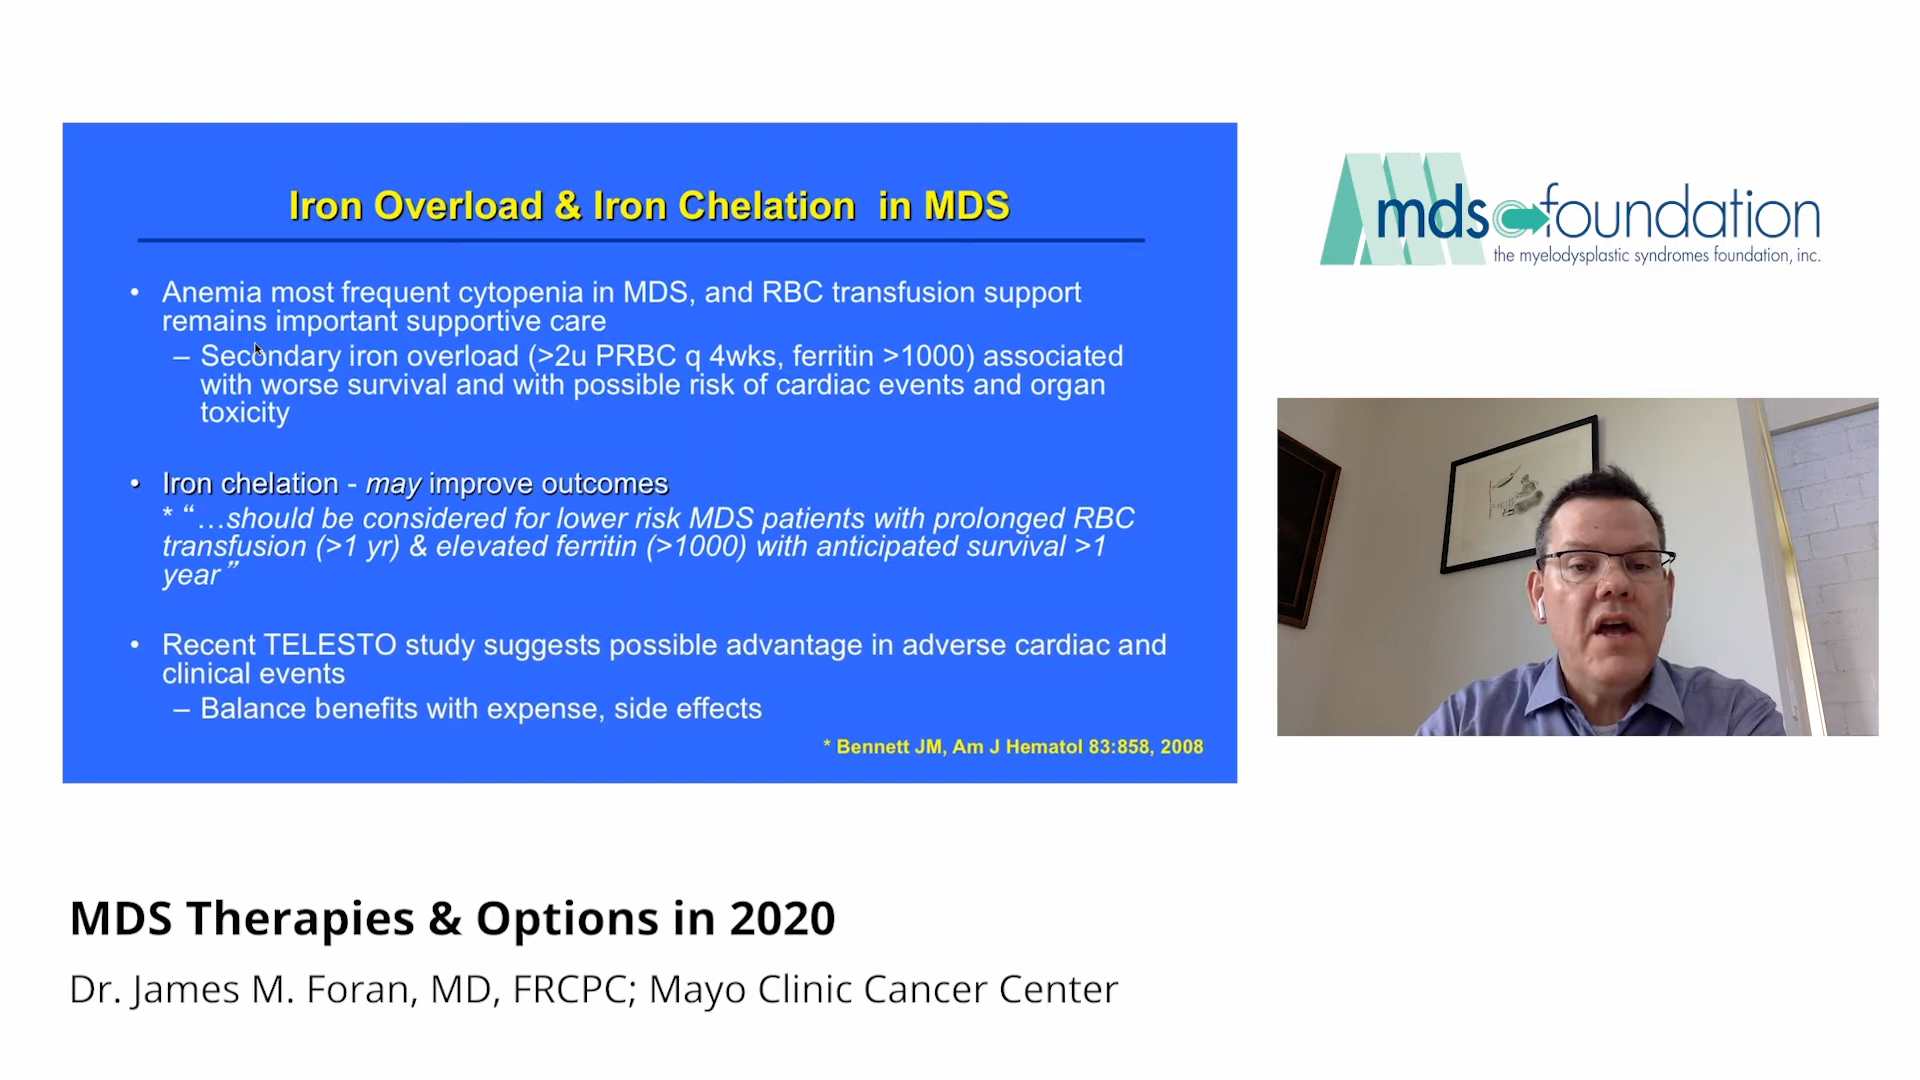 Iron Overload & Iron Chelation in MDS
• Anemia most frequent cytopenia in MDS, and RBC transfusion support
remains important supportive care
– Secondary iron overload (>2u PRBC q 4wks, ferritin >1000) associated
with worse survival and with possible risk of cardiac events and organ
toxicity
• Iron chelation - may improve outcomes
* “…should be considered for lower risk MDS patients with prolonged RBC
transfusion (>1 yr) & elevated ferritin (>1000) with anticipated survival >1
year”
• Recent TELESTO study suggests possible advantage in adverse cardiac and
clinical events
– Balance benefits with expense, side effects
* Bennett JM, Am J Hematol 83:858, 2008
mds foundation
the myelodysplastic syndromes foundation, inc.
MDS Therapies & Options in 2020
Dr. James M. Foran, MD, FRCPC; Mayo Clinic Cancer Center